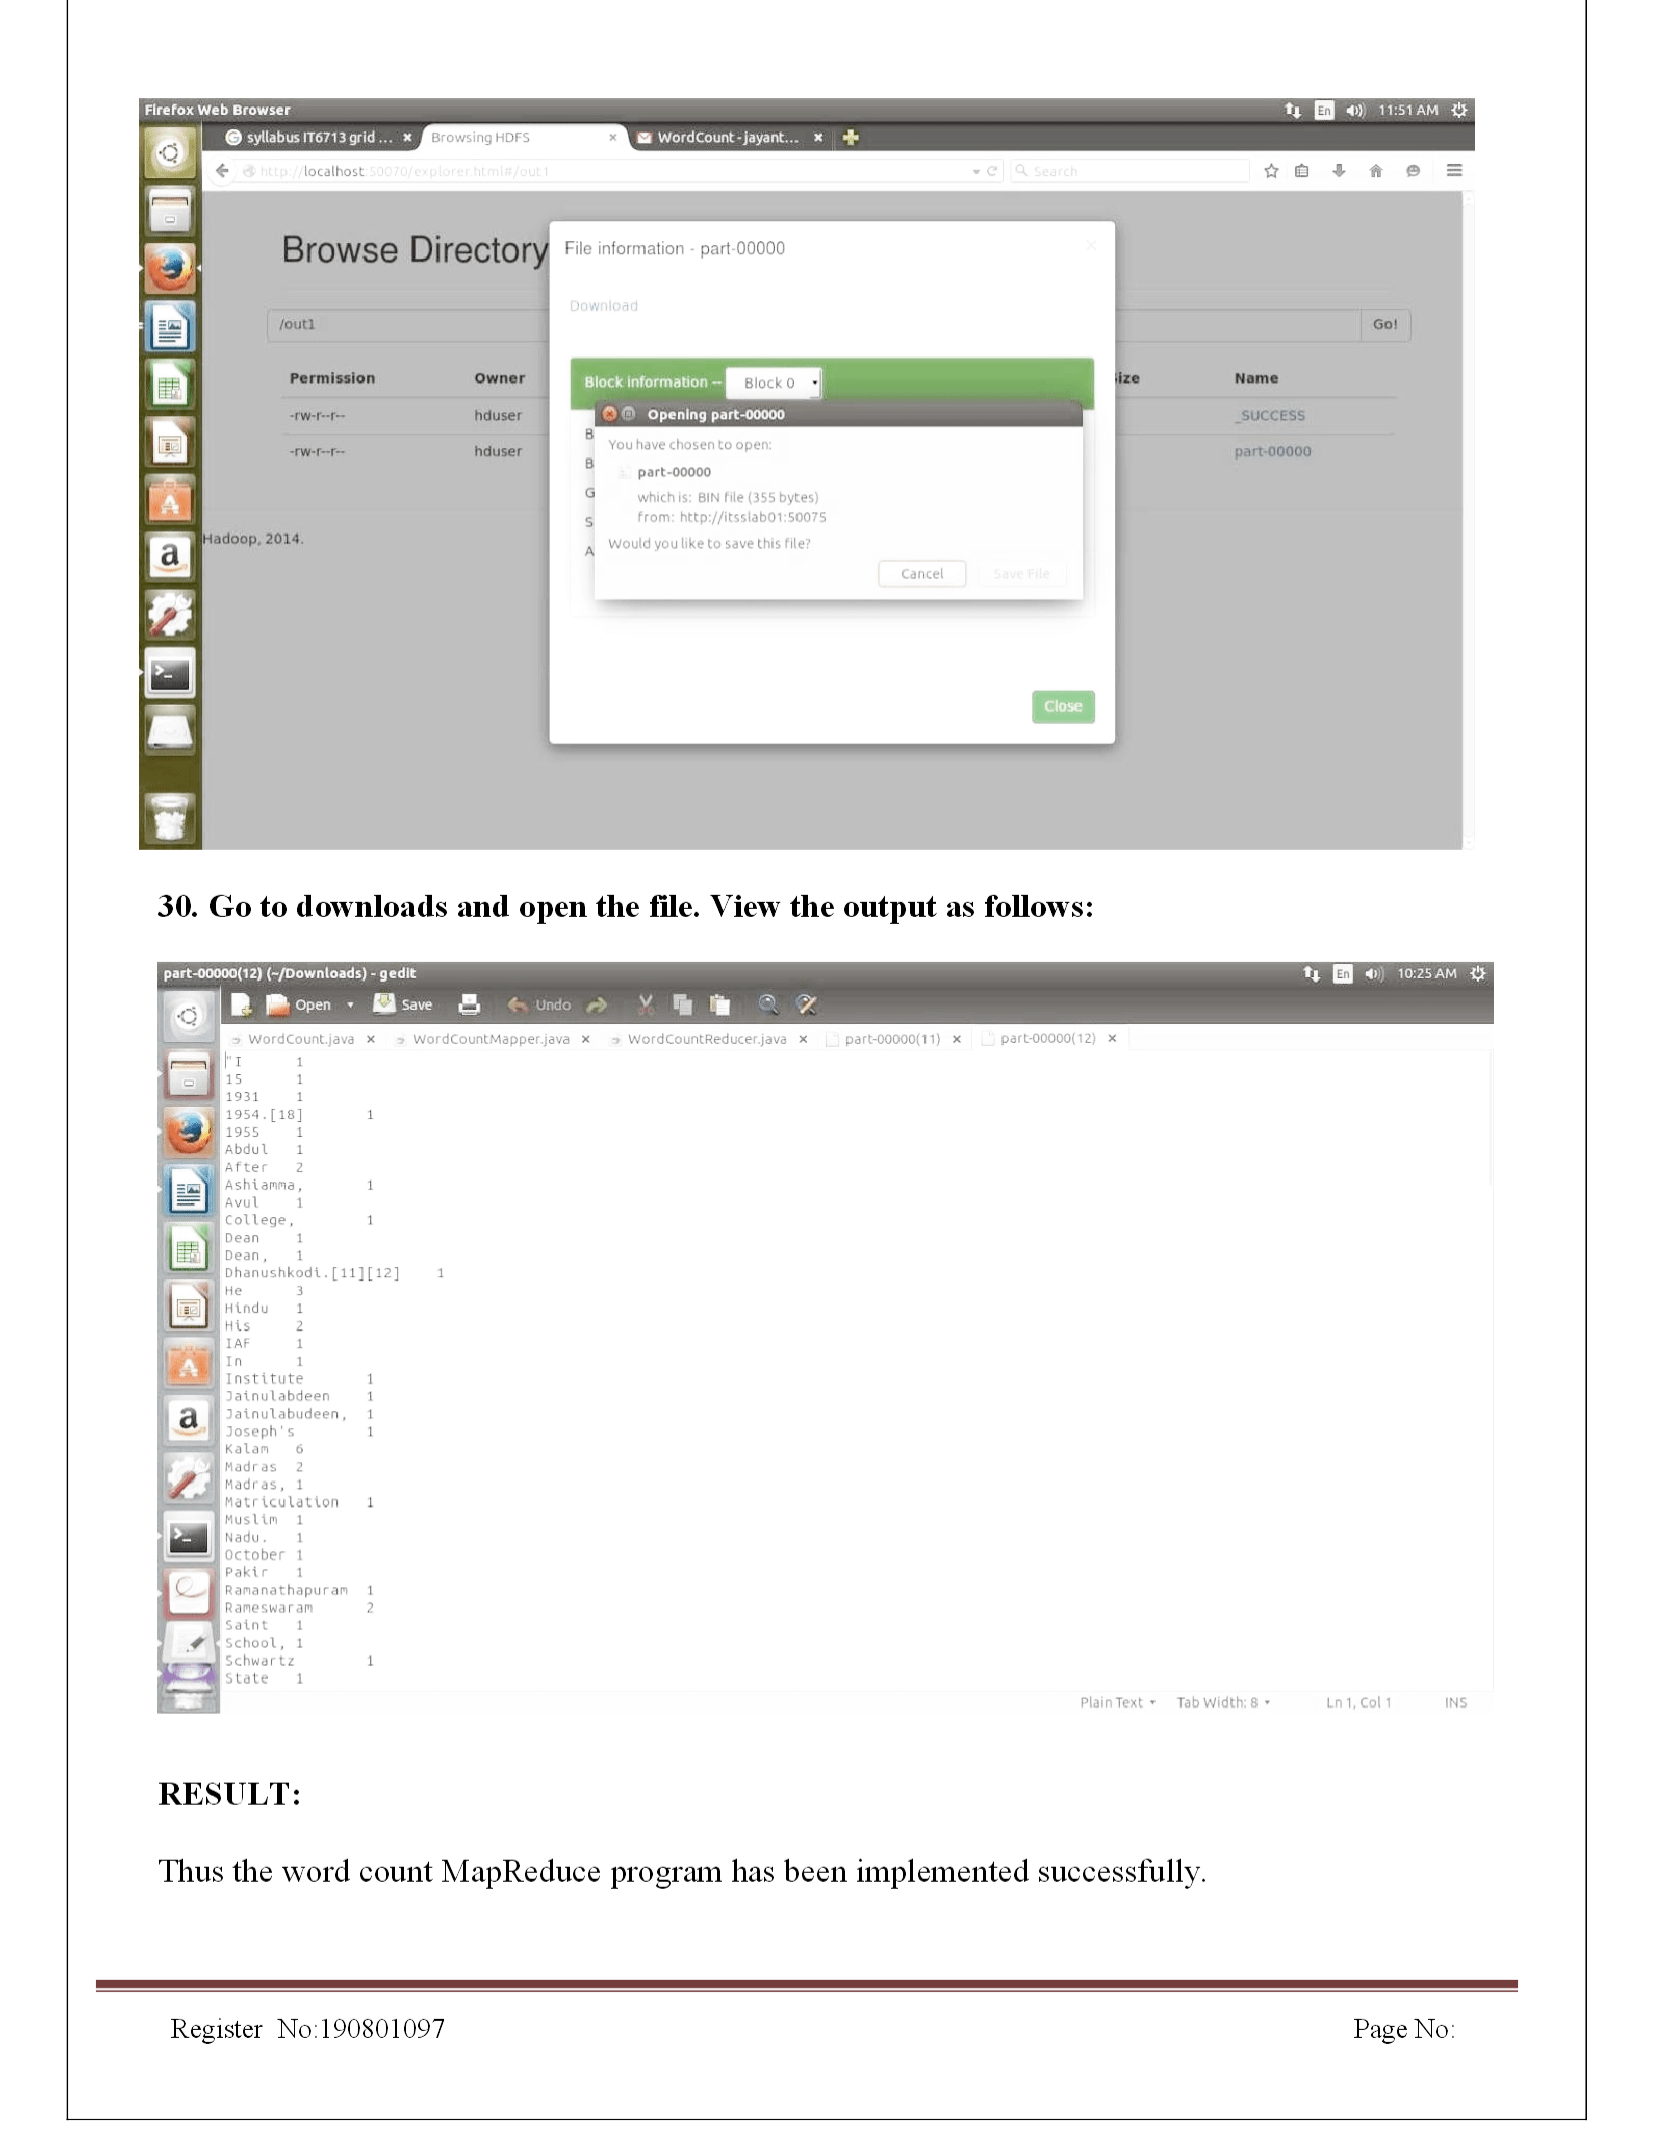 Firefox Web Browser En 11:51 AM
syllabus IT6713 grid ... × Browsing HDFS × WordCount - jayant... ×
http://localhost:50070/explorer.html#/out1 Search
Browse Directory
File information - part-00000 ×
Download
/out1 Go!
Permission Owner ize Name
Block information -- Block 0
-rw-r--r-- hduser _SUCCESS
-rw-r--r-- hduser part-00000
Opening part-00000
You have chosen to open:
part-00000
which is: BIN file (355 bytes)
from: http://itsslab01:50075
Would you like to save this file?
Cancel Save File
Hadoop, 2014.
Close
30. Go to downloads and open the file. View the output as follows:
part-00000(12) (~/Downloads) - gedit En 10:25 AM
Open Save Undo
WordCount.java × WordCountMapper.java × WordCountReducer.java × part-00000(11) × part-00000(12) ×
"I 1
15 1
1931 1
1954.[18] 1
1955 1
Abdul 1
After 2
Ashiamma, 1
Avul 1
College, 1
Dean 1
Dean, 1
Dhanushkodi.[11][12] 1
He 3
Hindu 1
His 2
IAF 1
In 1
Institute 1
Jainulabdeen 1
Jainulabudeen, 1
Joseph's 1
Kalam 6
Madras 2
Madras, 1
Matriculation 1
Muslim 1
Nadu. 1
October 1
Pakir 1
Ramanathapuram 1
Rameswaram 2
Saint 1
School, 1
Schwartz 1
State 1
Plain Text Tab Width: 8 Ln 1, Col 1 INS
RESULT:
Thus the word count MapReduce program has been implemented successfully.
Register No:190801097 Page No: